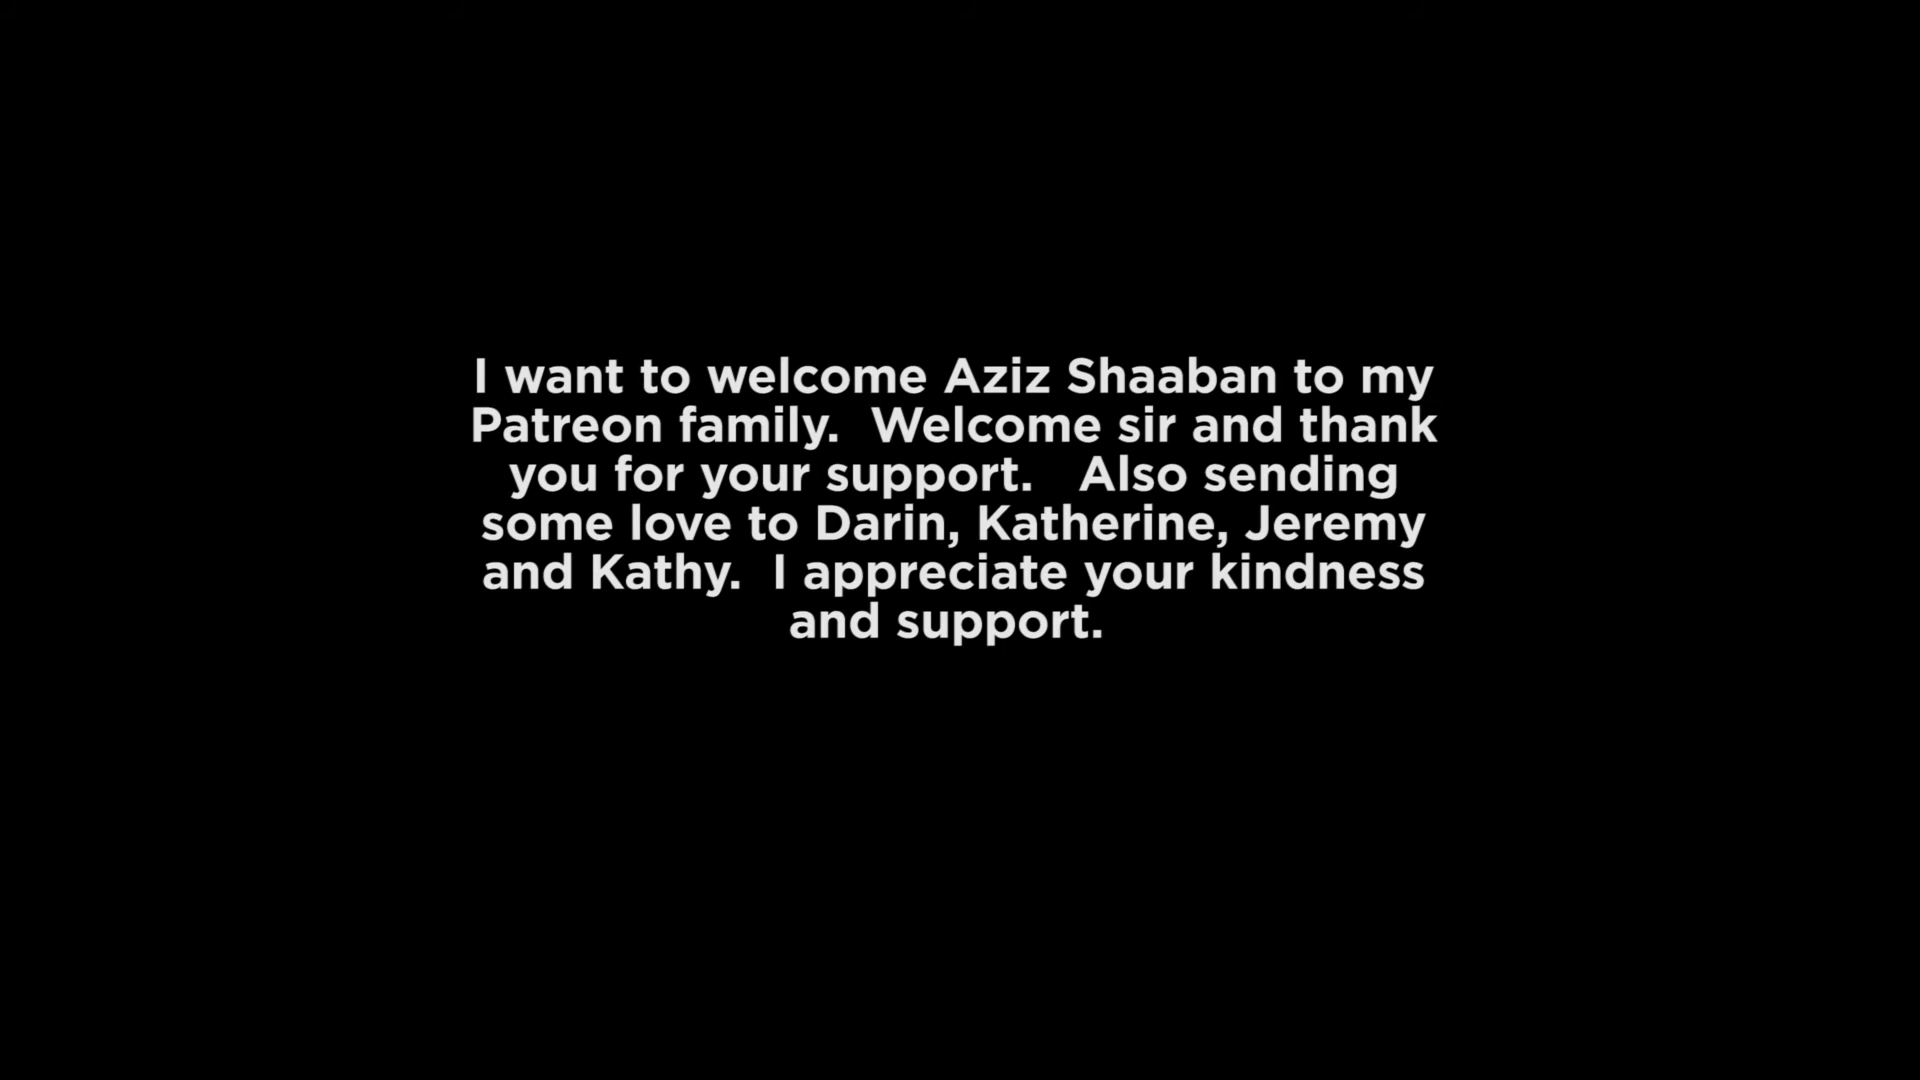 I want to welcome Aziz Shaaban to my
Patreon family.  Welcome sir and thank
you for your support.   Also sending
some love to Darin, Katherine, Jeremy
and Kathy.  I appreciate your kindness
and support.